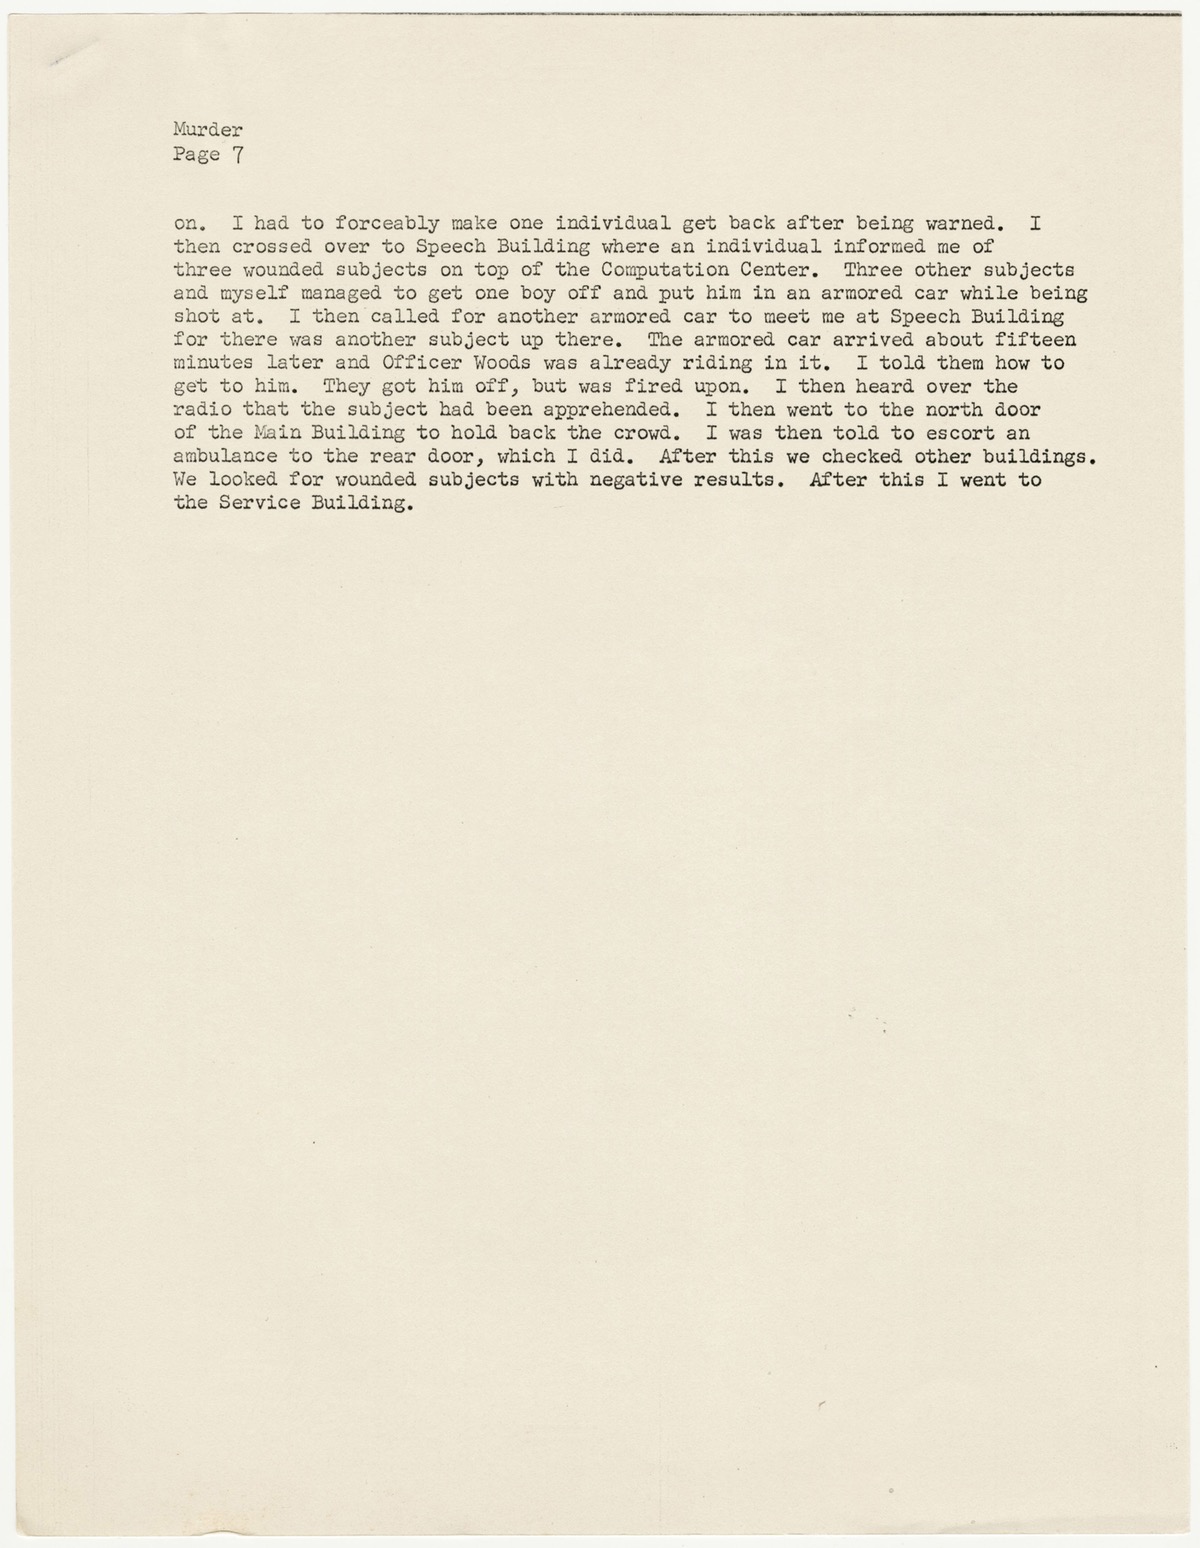 Murder
Page 7
on.  I had to forceably make one individual get back after being warned.  I
then crossed over to Speech Building where an individual informed me of
three wounded subjects on top of the Computation Center.  Three other subjects
and myself managed to get one boy off and put him in an armored car while being
shot at.  I then called for another armored car to meet me at Speech Building
for there was another subject up there.  The armored car arrived about fifteen
minutes later and Officer Woods was already riding in it.  I told them how to
get to him.  They got him off, but was fired upon.  I then heard over the
radio that the subject had been apprehended.  I then went to the north door
of the Main Building to hold back the crowd.  I was then told to escort an
ambulance to the rear door, which I did.  After this we checked other buildings.
We looked for wounded subjects with negative results.  After this I went to
the Service Building.